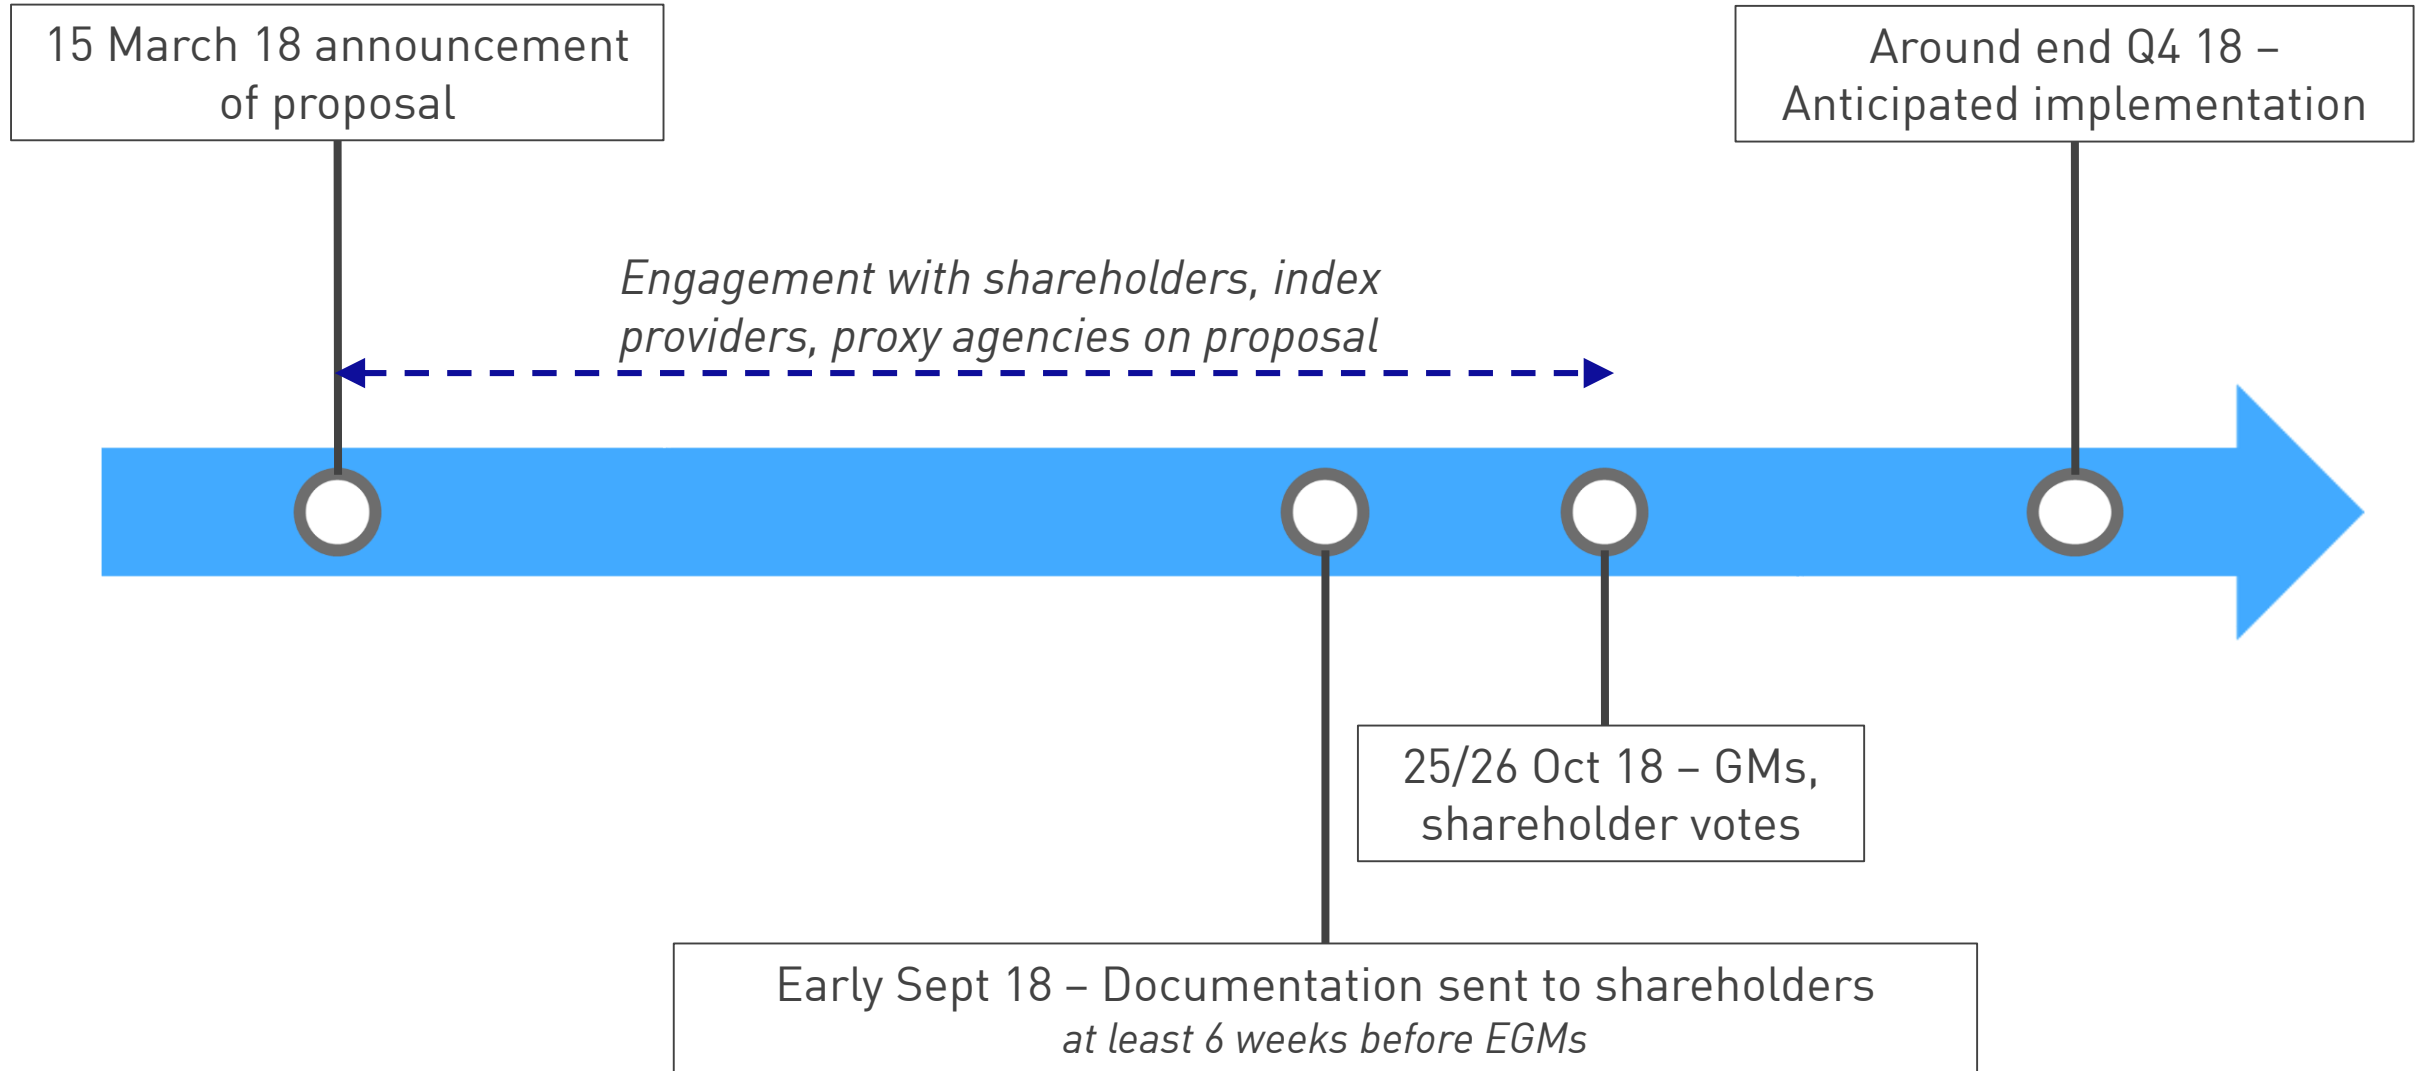 15 March 18 announcement
of proposal
Around end Q4 18 –
Anticipated implementation
Engagement with shareholders, index
providers, proxy agencies on proposal
25/26 Oct 18 – GMs,
shareholder votes
Early Sept 18 – Documentation sent to shareholders
at least 6 weeks before EGMs